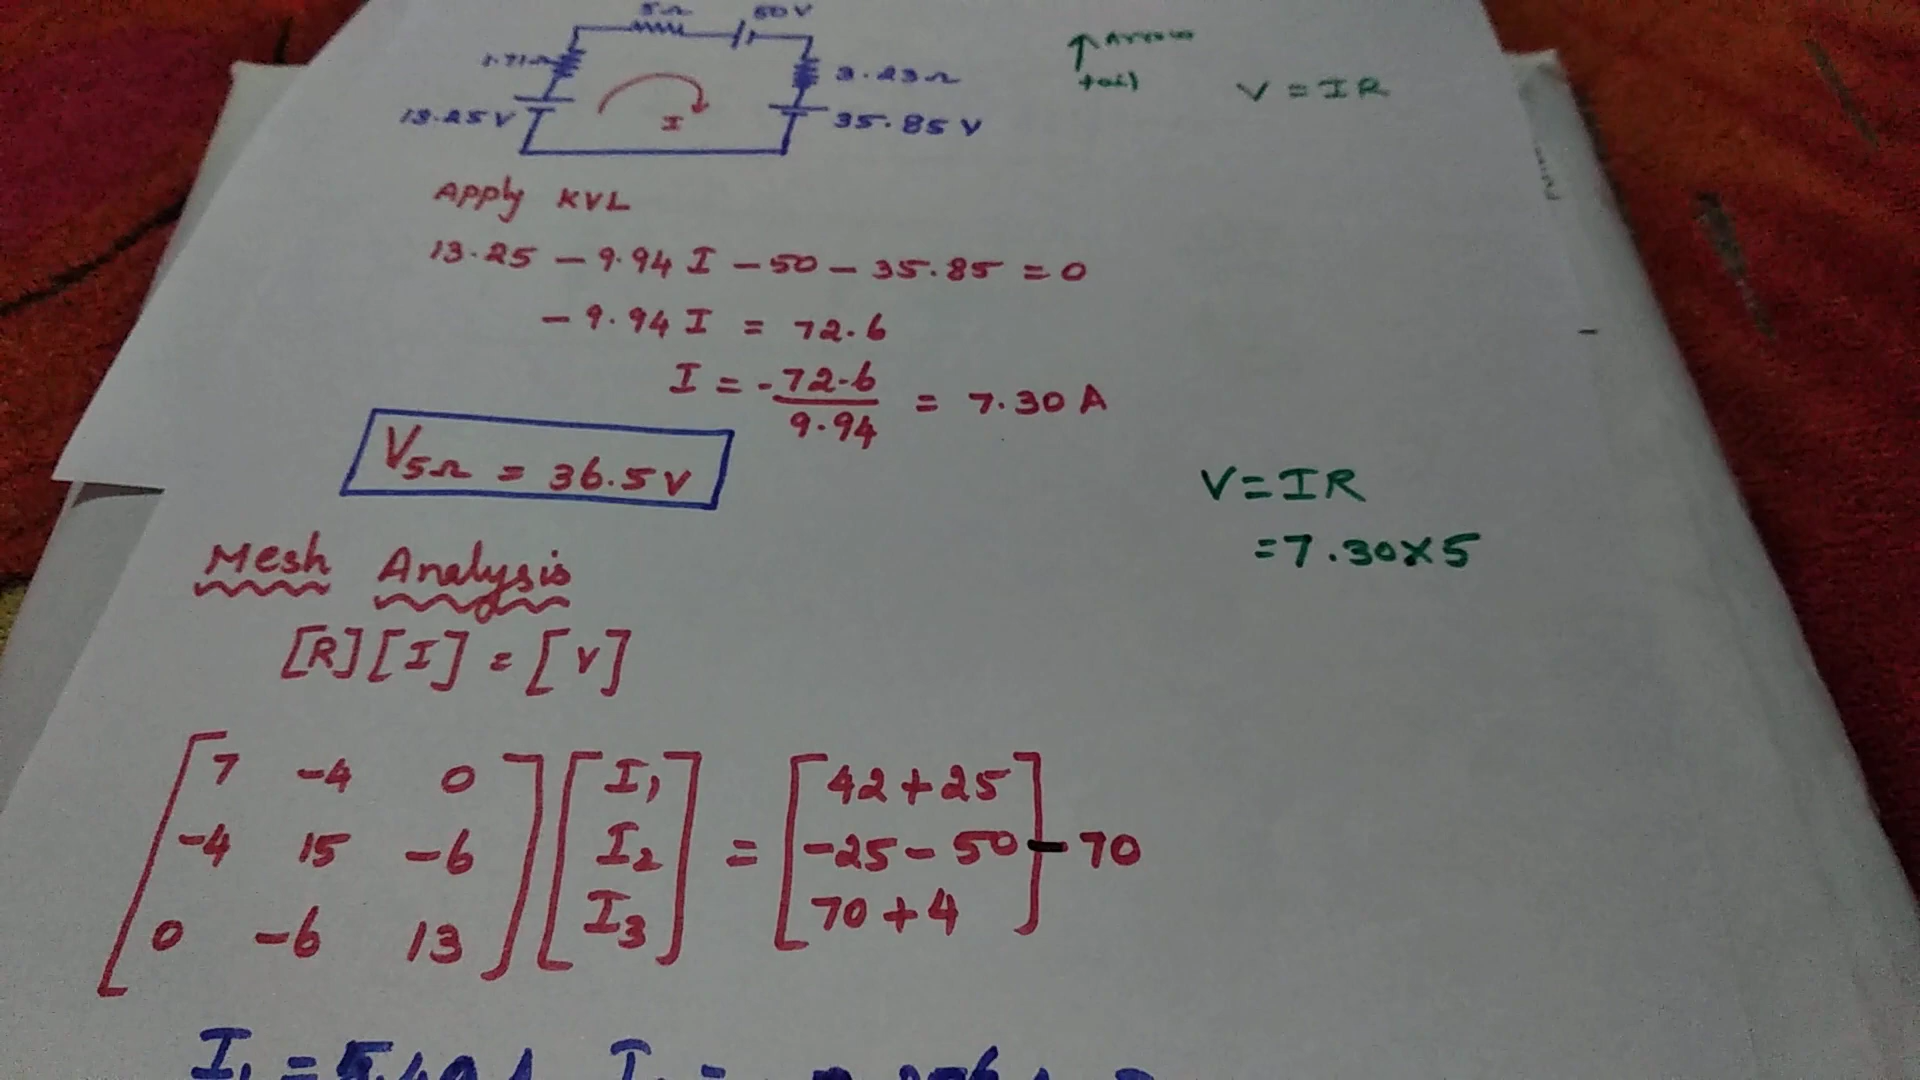 5Ω 50V
1.71Ω
3.23Ω
13.25V
I
35.85 V
Arrow
tail
V = IR
Apply KVL
13.25 - 9.94 I - 50 - 35.85 = 0
- 9.94 I = 72.6
I = -72.6/9.94 = 7.30 A
V5Ω = 36.5 V
V = IR
= 7.30 X 5
Mesh Analysis
[R][I] = [V]
[7 -4 0] [I1] = [42 + 25]
[-4 15 -6] [I2] = [-25 - 50] - 70
[0 -6 13] [I3] = [70 + 4]